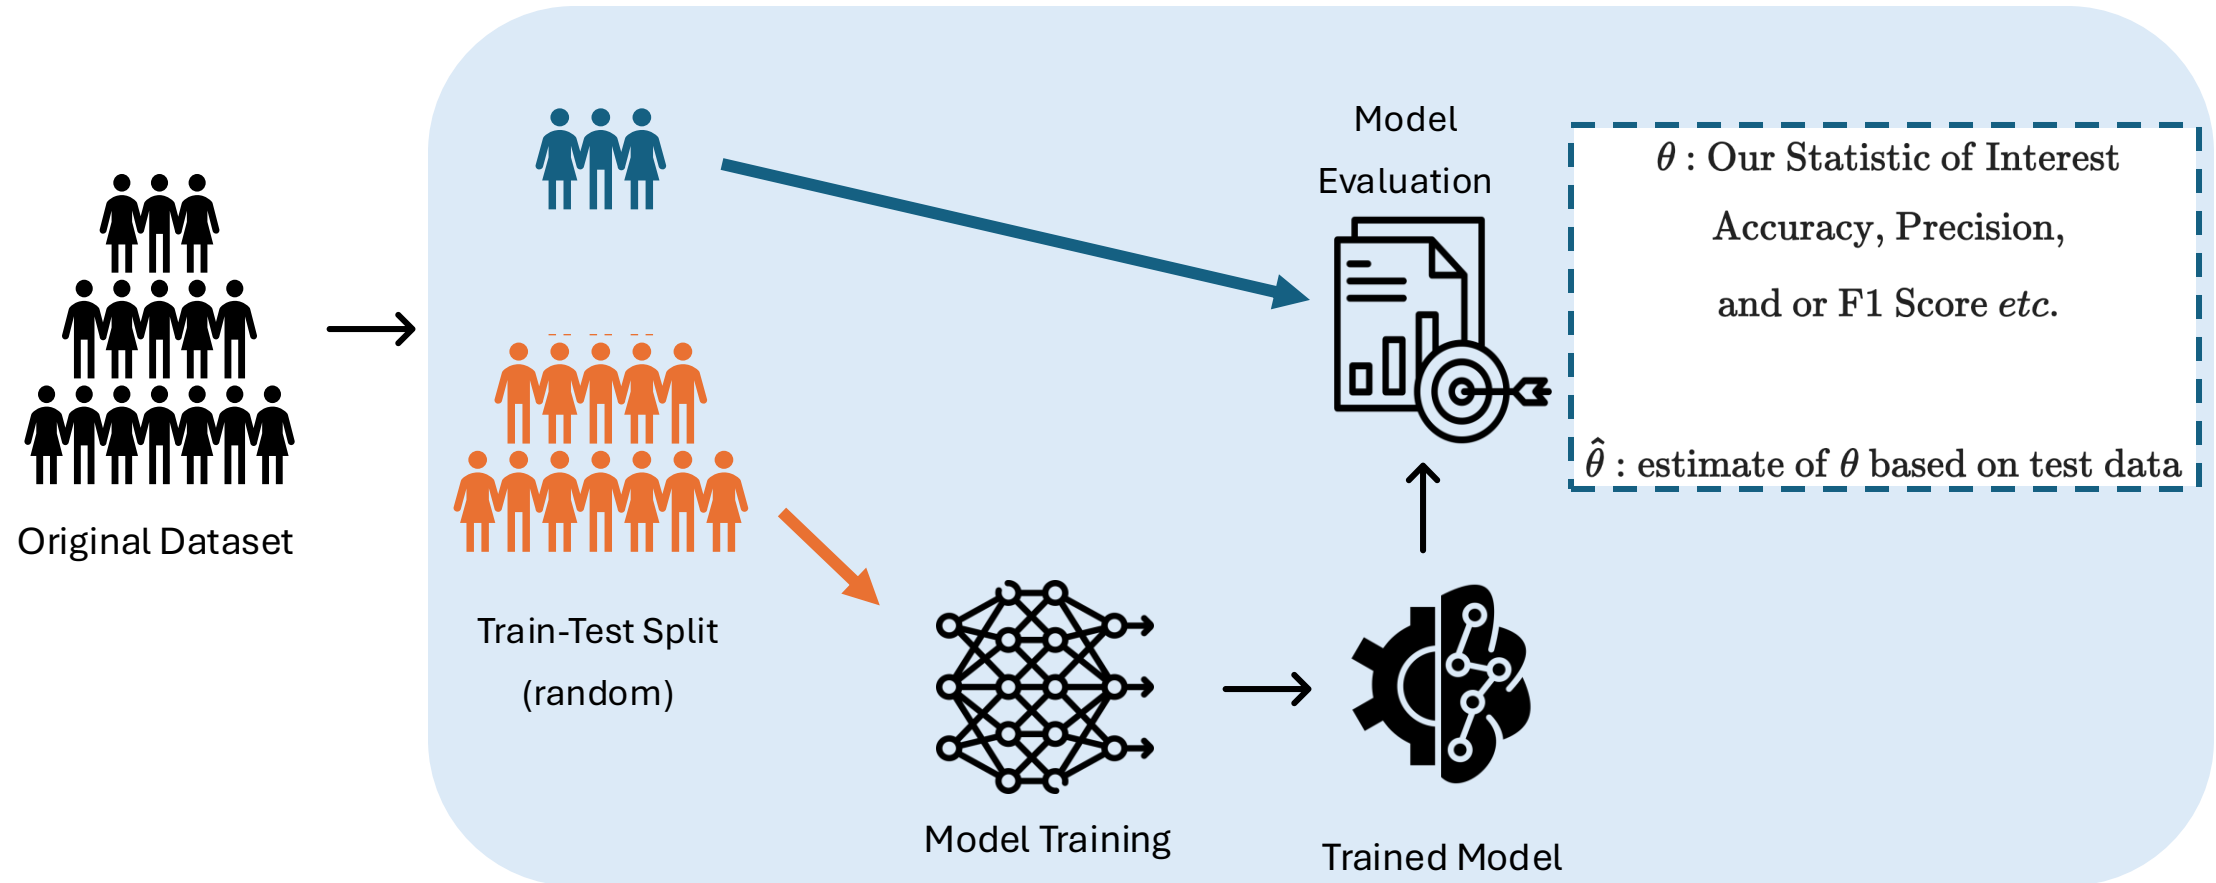 Original Dataset
Train-Test Split
(random)
Model Training
Trained Model
Model
Evaluation
θ : Our Statistic of Interest
Accuracy, Precision,
and or F1 Score etc.
θ̂ : estimate of θ based on test data